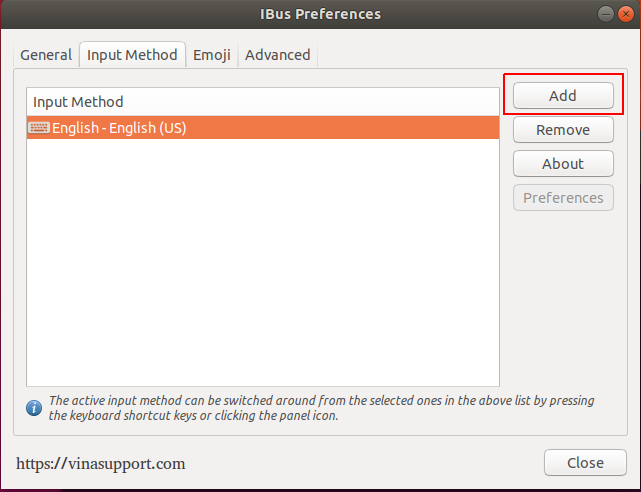 IBus Preferences
General
Input Method
Emoji
Advanced
Input Method
Add
English - English (US)
Remove
About
Preferences
The active input method can be switched around from the selected ones in the above list by pressing
the keyboard shortcut keys or clicking the panel icon.
https://vinasupport.com
Close